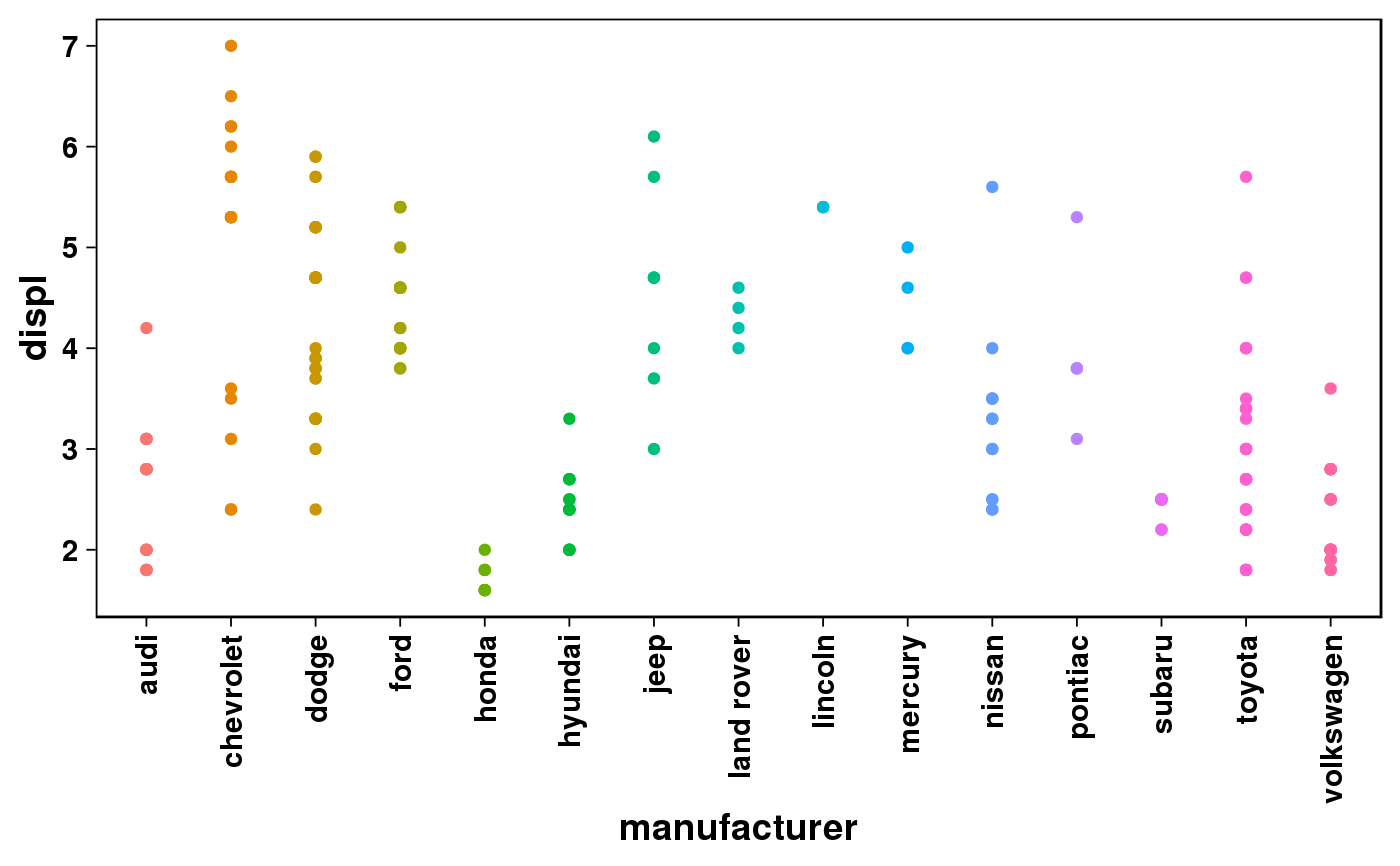 displ
7
6
5
4
3
2
audi
chevrolet
dodge
ford
honda
hyundai
jeep
land rover
lincoln
mercury
nissan
pontiac
subaru
toyota
volkswagen
manufacturer